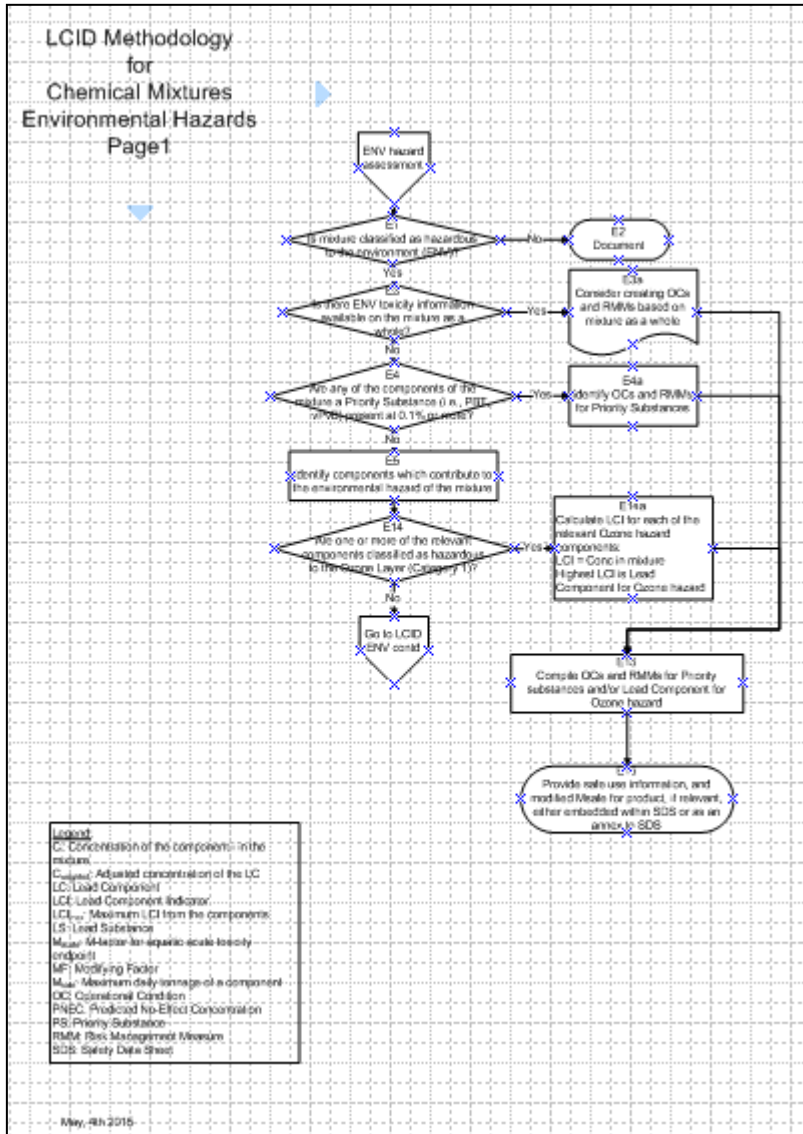 LCID Methodology
for
Chemical Mixtures
Environmental Hazards
Page1
ENV hazard
assessment
E1
Is mixture classified as hazardous
to the environment (ENV)?
No
E2
Document
Yes
E3
Is there ENV toxicity information
available on the mixture as a
whole?
Yes
E3a
Consider creating OCs
and RMMs based on
mixture as a whole
No
E4
Are any of the components of the
mixture a Priority Substance (i.e., PBT,
vPvB) present at 0.1% or more?
Yes
E4a
Identify OCs and RMMs
for Priority Substances
No
E5
Identify components which contribute to
the environmental hazard of the mixture
E14
Are one or more of the relevant
components classified as hazardous
to the Ozone Layer (Category 1)?
Yes
E14a
Calculate LCI for each of the
relevant Ozone hazard
components:
LCI = Conc in mixture
Highest LCI is Lead
Component for Ozone hazard
No
Go to LCID
ENV contd
E13
Compile OCs and RMMs for Priority
substances and/or Lead Component for
Ozone hazard
Provide safe use information, and
modified Msafe for product, if relevant,
either embedded within SDS or as an
annex to SDS
Legend:
Cᵢ: Concentration of the componentᵢ in the
mixture
Cweighted: Adjusted concentration of the LC
LC: Lead Component
LCI: Lead Component Indicator
LCImax: Maximum LCI from the components
LS: Lead Substance
Macute: M-factor for aquatic acute toxicity
endpoint
MF: Modifying Factor
Msafe: Maximum daily tonnage of a component
OC: Operational Condition
PNEC: Predicted No-Effect Concentration
PS: Priority Substance
RMM: Risk Management Measure
SDS: Safety Data Sheet
May, 4th 2015